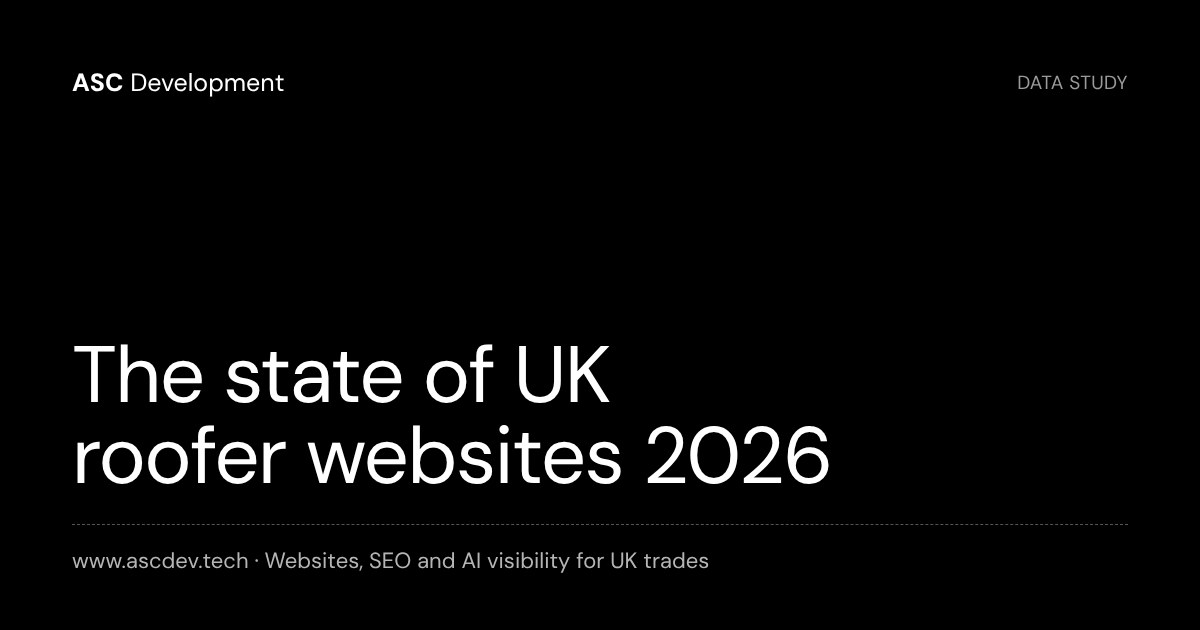 ASC Development
DATA STUDY
The state of UK
roofer websites 2026
www.ascdev.tech · Websites, SEO and AI visibility for UK trades